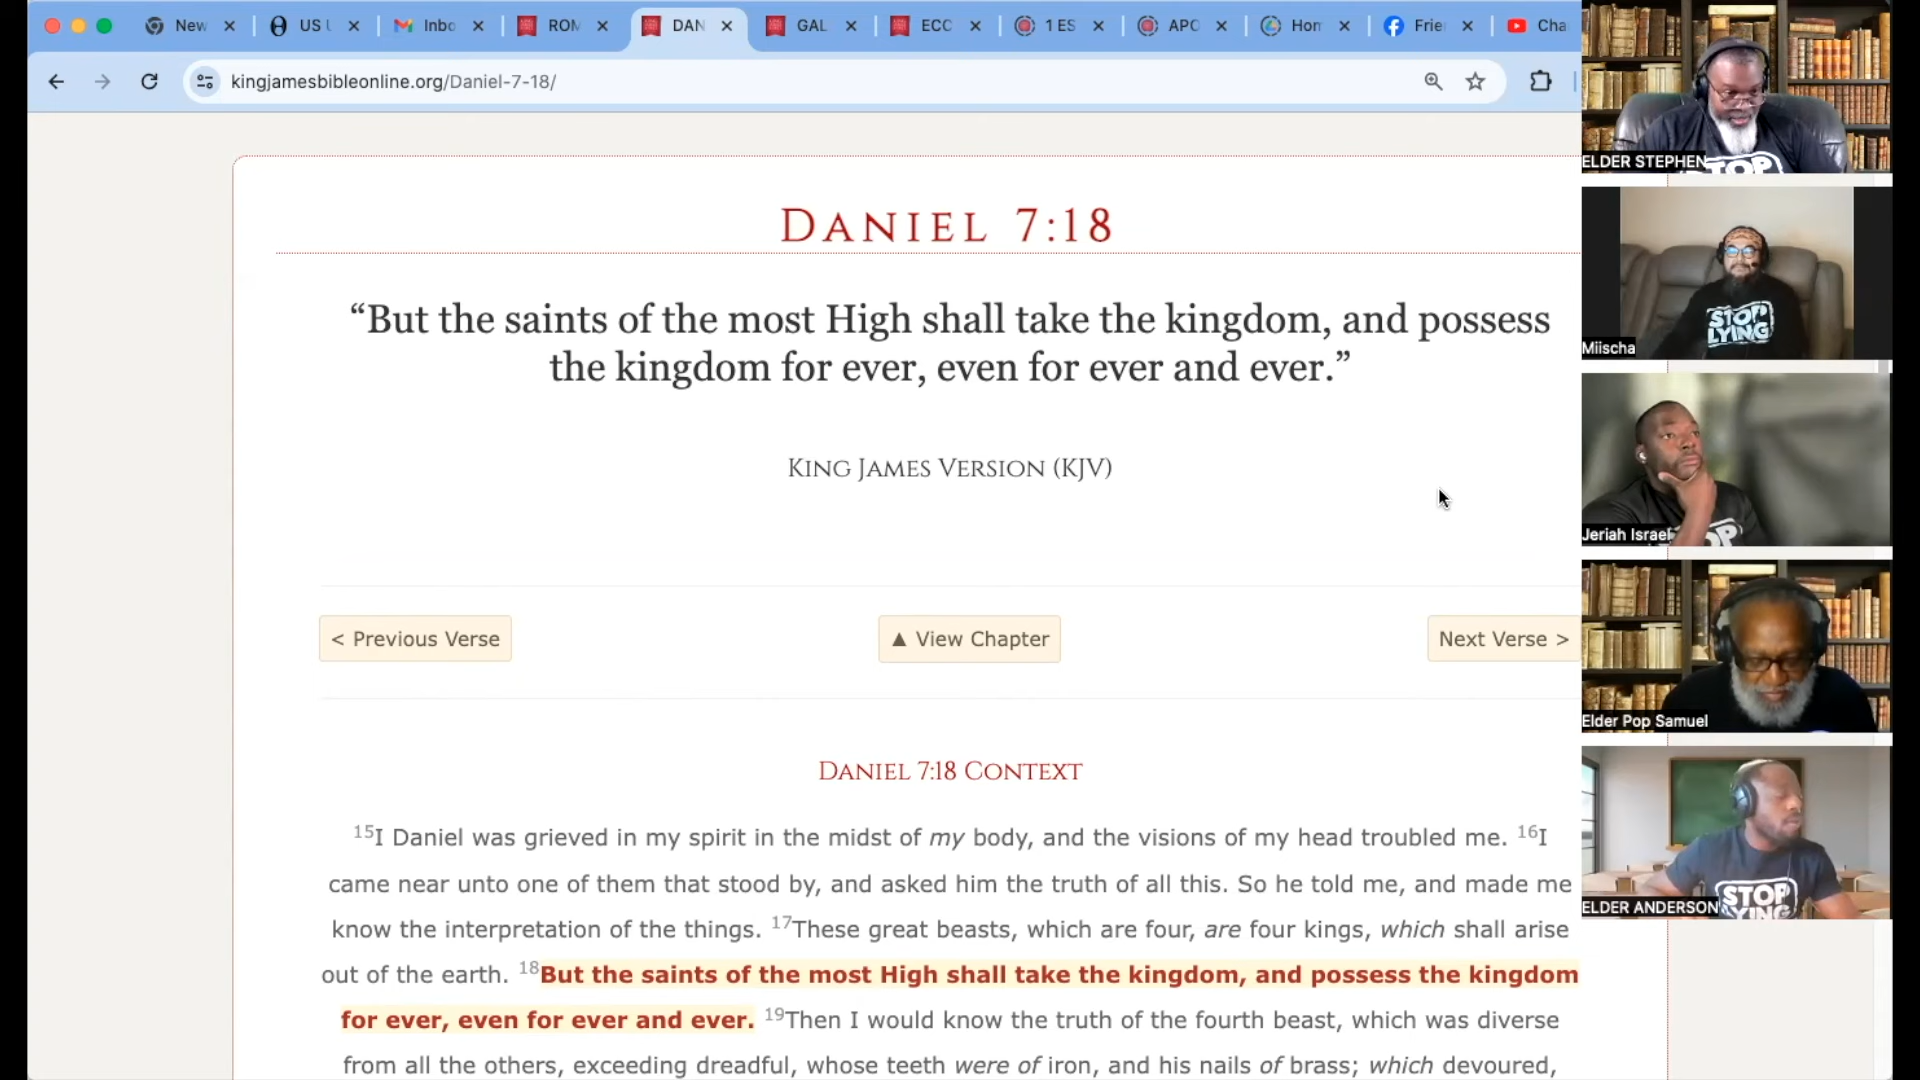 New
US U
Inbo
ROM
DAN
GAL
ECC
1 ES
APC
Hom
Frie
Cha
kingjamesbibleonline.org/Daniel-7-18/
DANIEL 7:18
“But the saints of the most High shall take the kingdom, and possess
the kingdom for ever, even for ever and ever.”
KING JAMES VERSION (KJV)
< Previous Verse
▲ View Chapter
Next Verse >
DANIEL 7:18 CONTEXT
15I Daniel was grieved in my spirit in the midst of my body, and the visions of my head troubled me. 16I
came near unto one of them that stood by, and asked him the truth of all this. So he told me, and made me
know the interpretation of the things. 17These great beasts, which are four, are four kings, which shall arise
out of the earth. 18But the saints of the most High shall take the kingdom, and possess the kingdom
for ever, even for ever and ever. 19Then I would know the truth of the fourth beast, which was diverse
from all the others, exceeding dreadful, whose teeth were of iron, and his nails of brass; which devoured,
ELDER STEPHEN
STOP
STOP
LYING
Miischa
Jeriah Israel
Elder Pop Samuel
ELDER ANDERSON
STOP
LYING